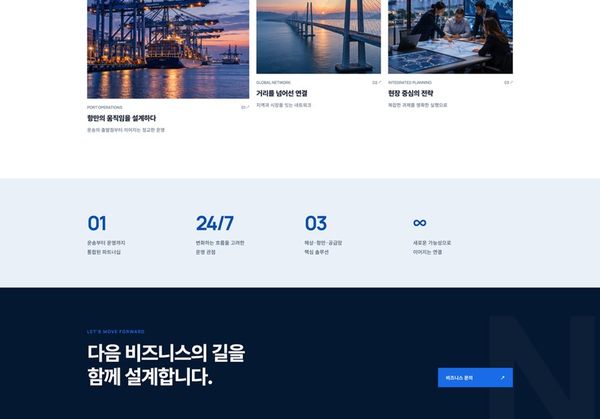 PORT OPERATIONS
01 ↗
항만의 움직임을 설계하다
운송의 출발점부터 이어지는 정교한 운영
GLOBAL NETWORK
02 ↗
거리를 넘어선 연결
지역과 시장을 잇는 네트워크
INTEGRATED PLANNING
03 ↗
현장 중심의 전략
복잡한 과제를 명확한 실행으로
01
운송부터 운영까지
통합된 파트너십
24/7
변화하는 흐름을 고려한
운영 관점
03
해상·항만·공급망
핵심 솔루션
∞
새로운 가능성으로
이어지는 연결
LET'S MOVE FORWARD
다음 비즈니스의 길을
함께 설계합니다.
비즈니스 문의 ↗
N